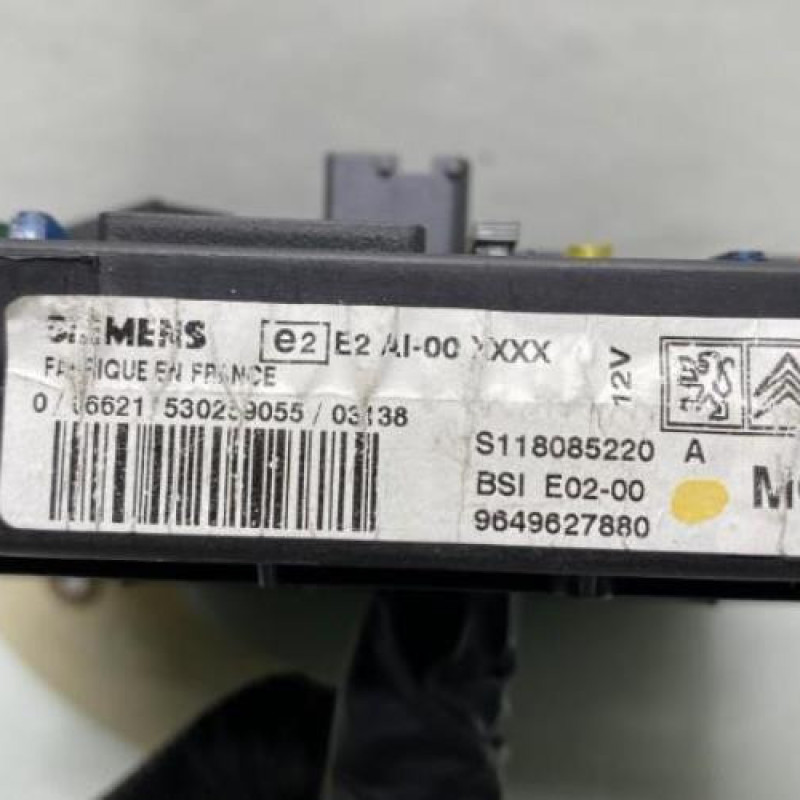 SIEMENS e2 E2 AI-00 XXXX
FABRIQUE EN FRANCE
12V
530259055 / 03138
S118085220 A
BSI E02-00
9649627880